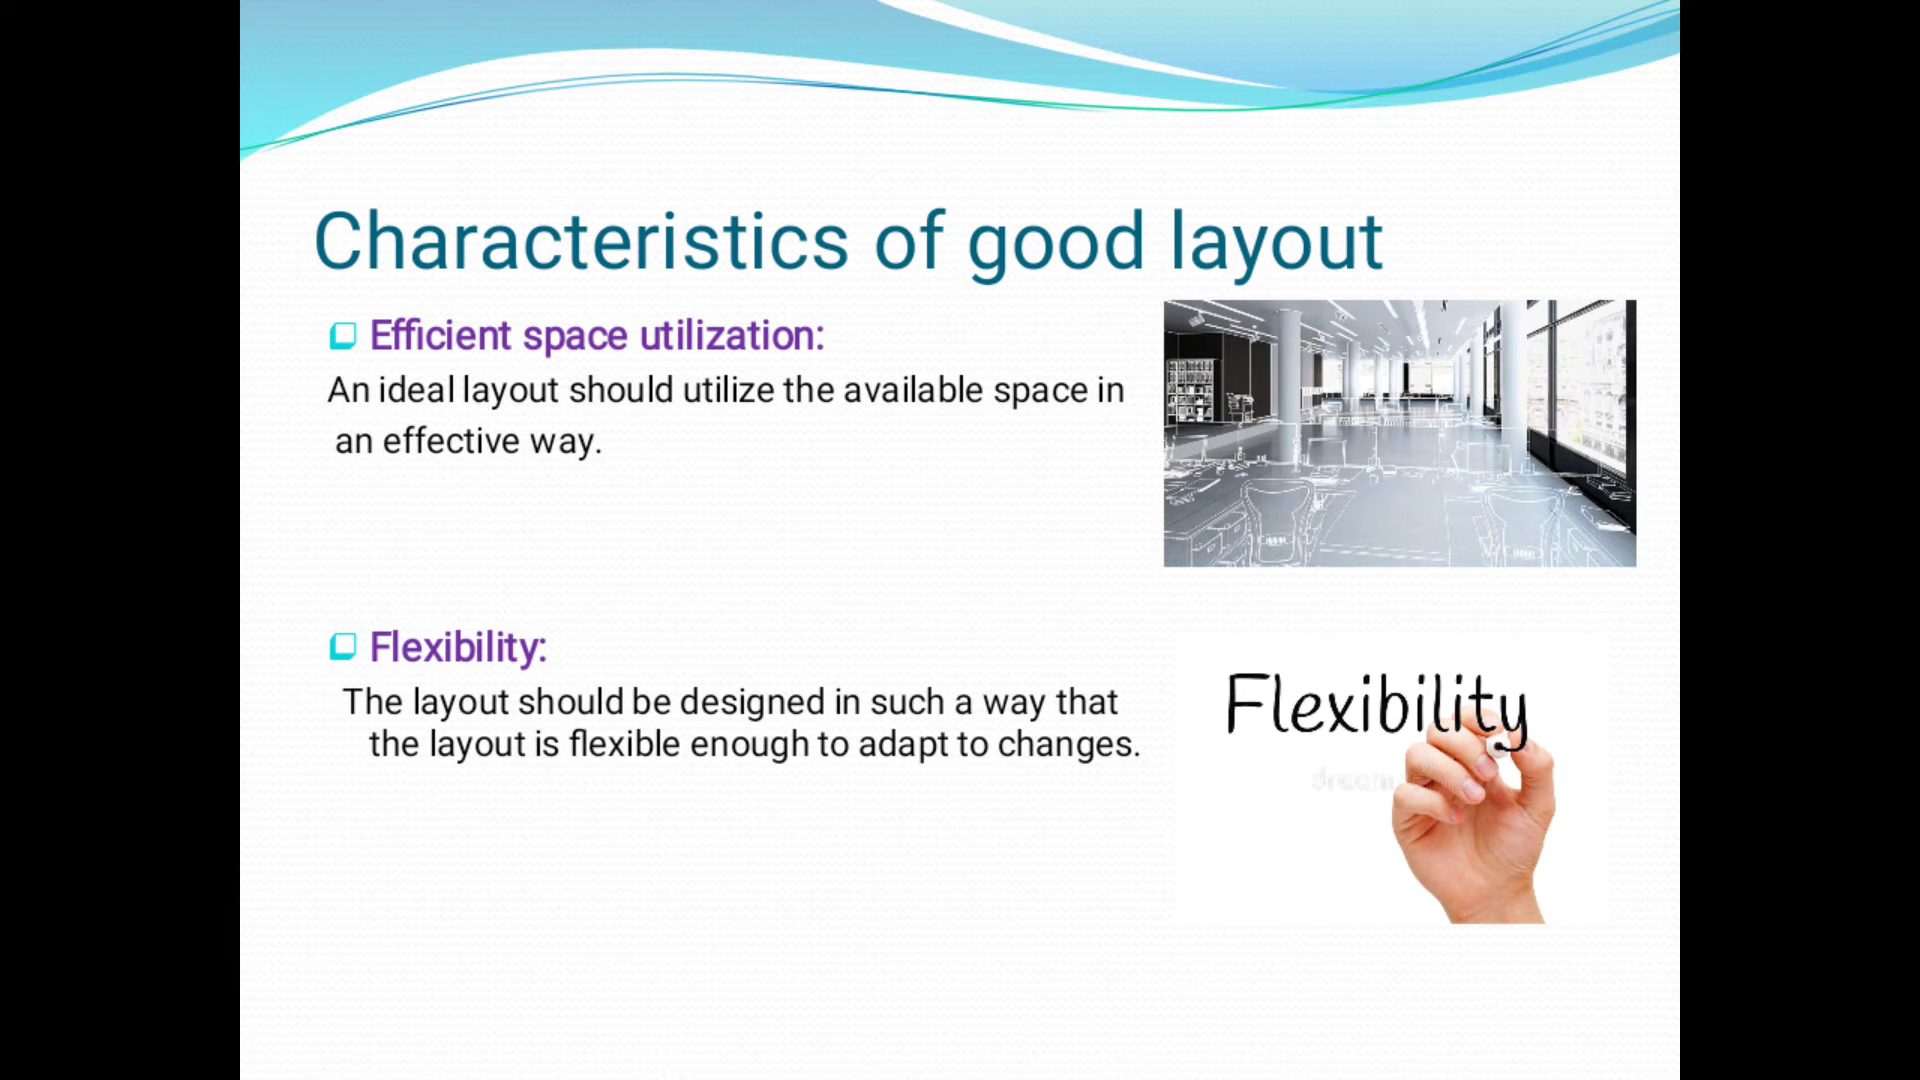 Characteristics of good layout
Efficient space utilization:
An ideal layout should utilize the available space in
an effective way.
Flexibility:
The layout should be designed in such a way that
the layout is flexible enough to adapt to changes.
Flexibility